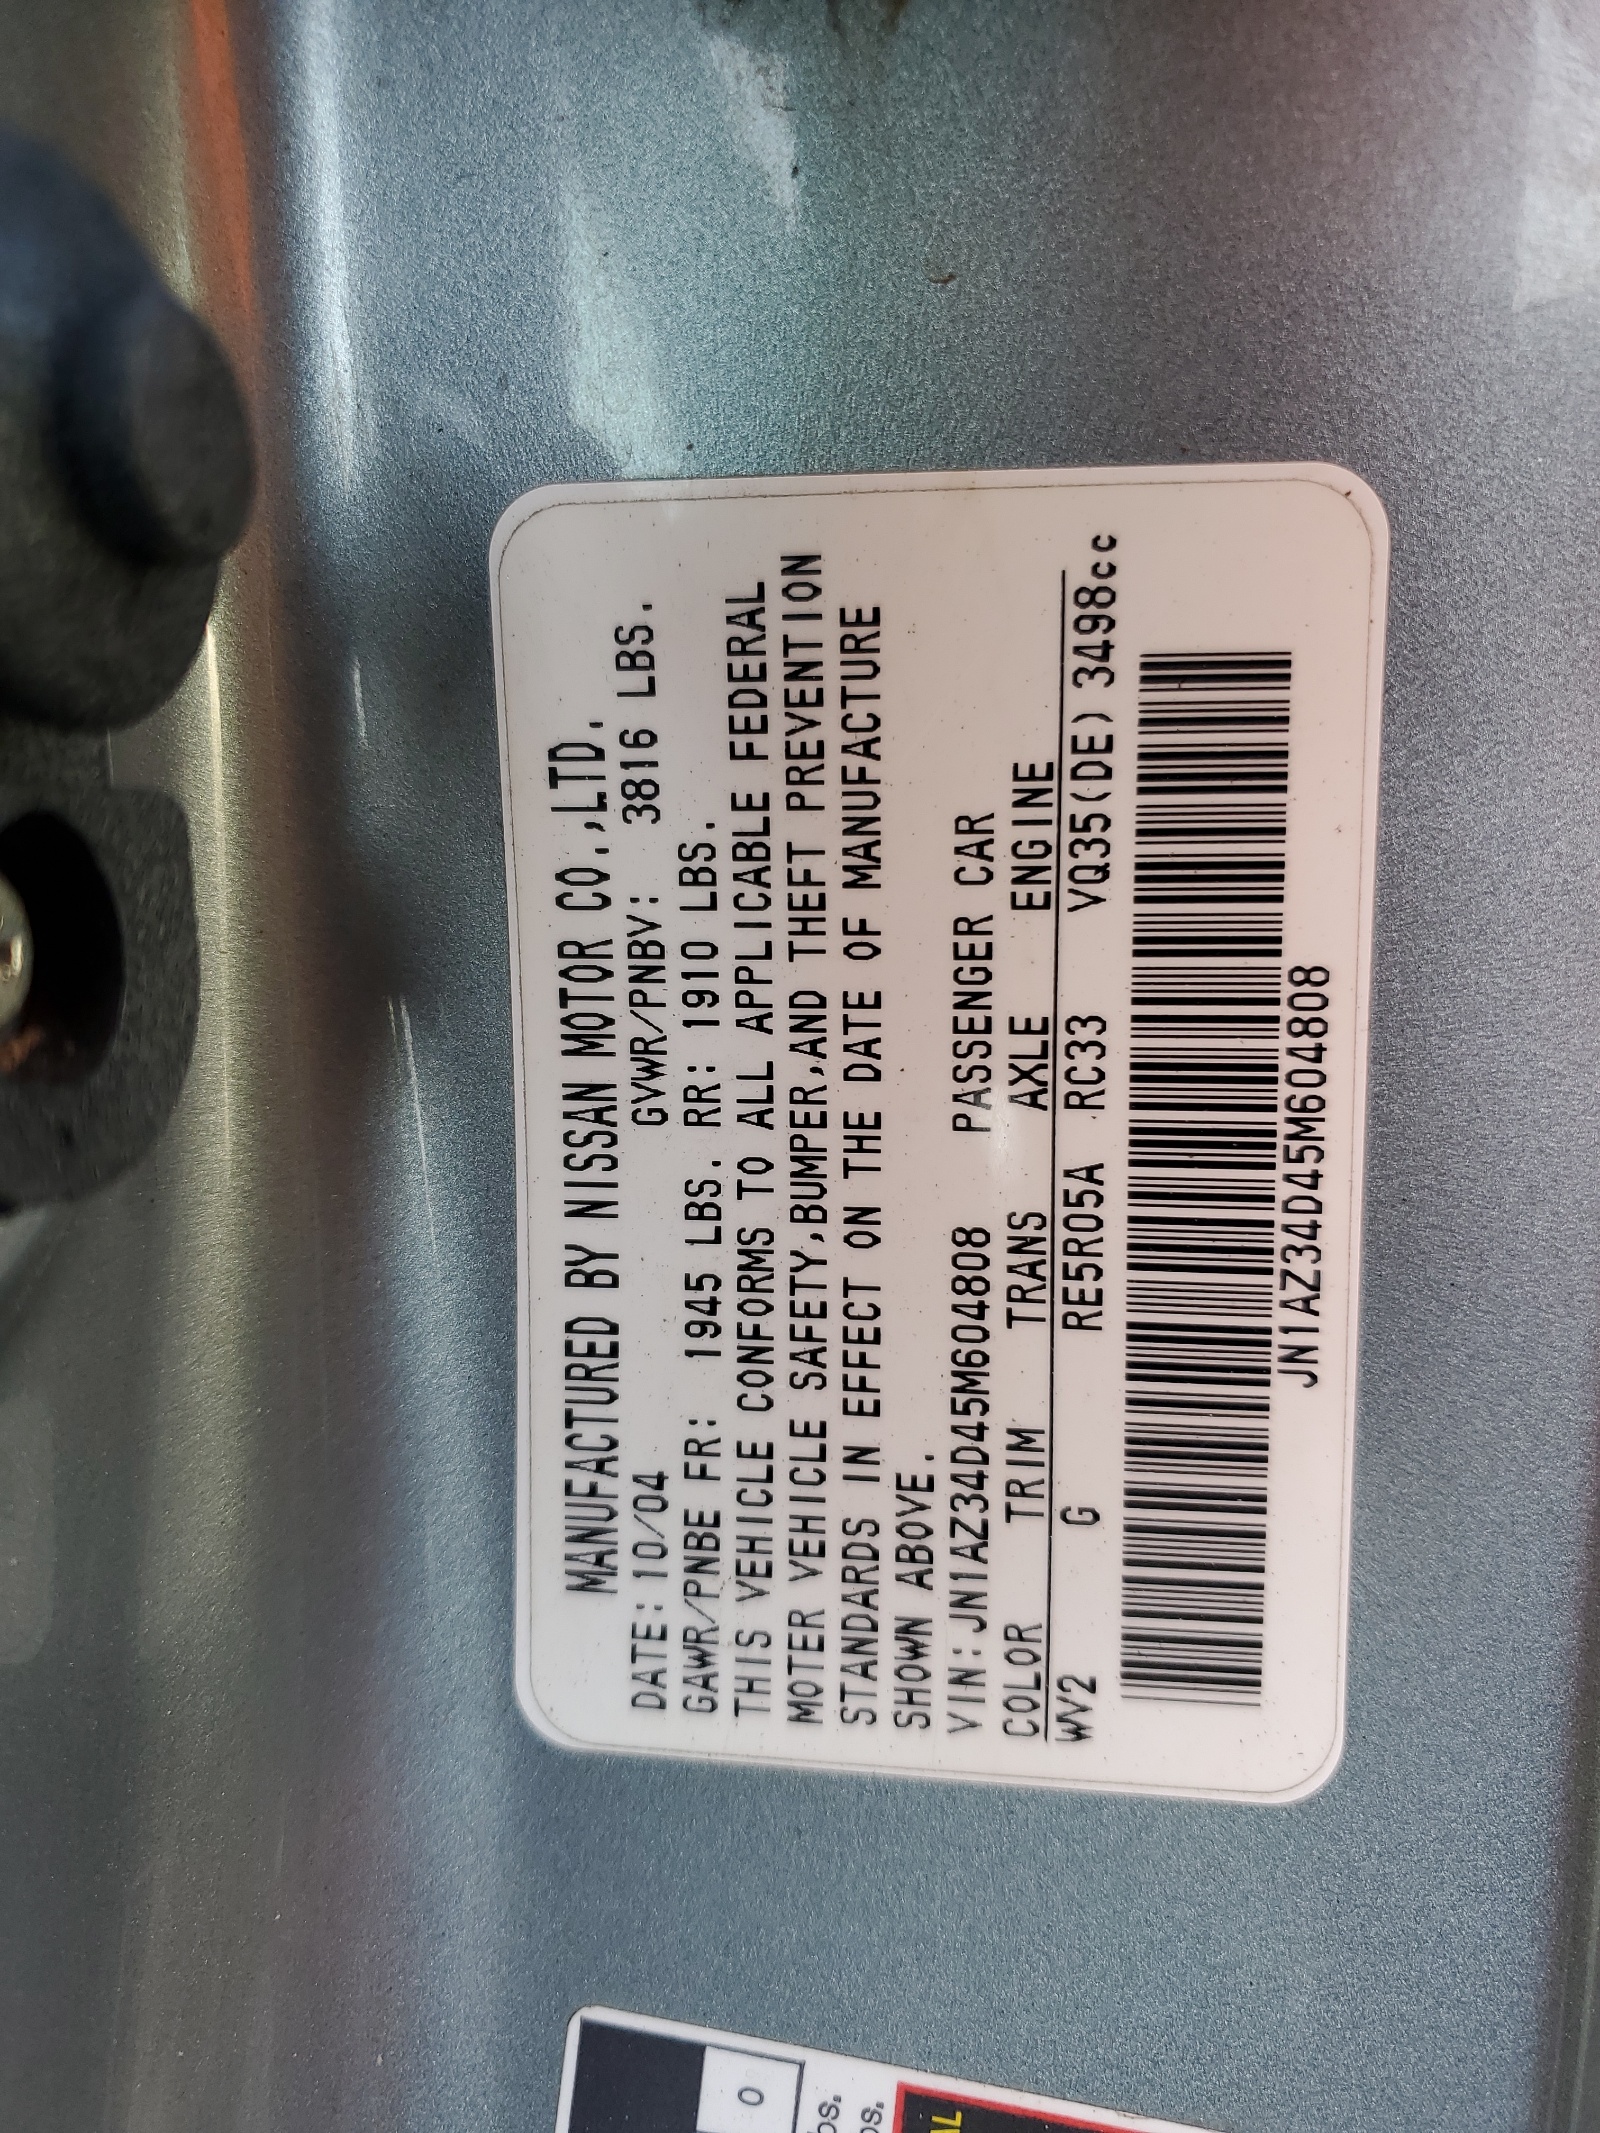 MANUFACTURED BY NISSAN MOTOR CO.,LTD.
DATE: 10/04 GVWR/PNBV: 3816 LBS.
GAWR/PNBE FR: 1945 LBS. RR: 1910 LBS.
THIS VEHICLE CONFORMS TO ALL APPLICABLE FEDERAL
MOTER VEHICLE SAFETY,BUMPER,AND THEFT PREVENTION
STANDARDS IN EFFECT ON THE DATE OF MANUFACTURE
SHOWN ABOVE.
VIN:JN1AZ34D45M604808 PASSENGER CAR
COLOR TRIM TRANS AXLE ENGINE
WV2 G RE5R05A RC33 VQ35(DE) 3498cc
JN1AZ34D45M604808
0